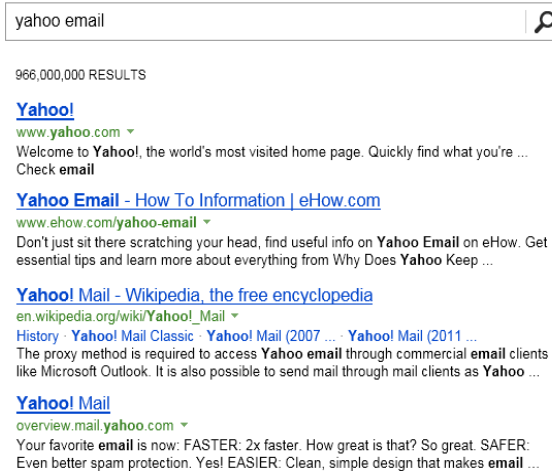 yahoo email
966,000,000 RESULTS
Yahoo!
www.yahoo.com
Welcome to Yahoo!, the world's most visited home page. Quickly find what you're ...
Check email
Yahoo Email - How To Information | eHow.com
www.ehow.com/yahoo-email
Don't just sit there scratching your head, find useful info on Yahoo Email on eHow. Get
essential tips and learn more about everything from Why Does Yahoo Keep ...
Yahoo! Mail - Wikipedia, the free encyclopedia
en.wikipedia.org/wiki/Yahoo!_Mail
History · Yahoo! Mail Classic · Yahoo! Mail (2007 ... · Yahoo! Mail (2011 ...
The proxy method is required to access Yahoo email through commercial email clients
like Microsoft Outlook. It is also possible to send mail through mail clients as Yahoo ...
Yahoo! Mail
overview.mail.yahoo.com
Your favorite email is now: FASTER: 2x faster. How great is that? So great. SAFER:
Even better spam protection. Yes! EASIER: Clean, simple design that makes email ...